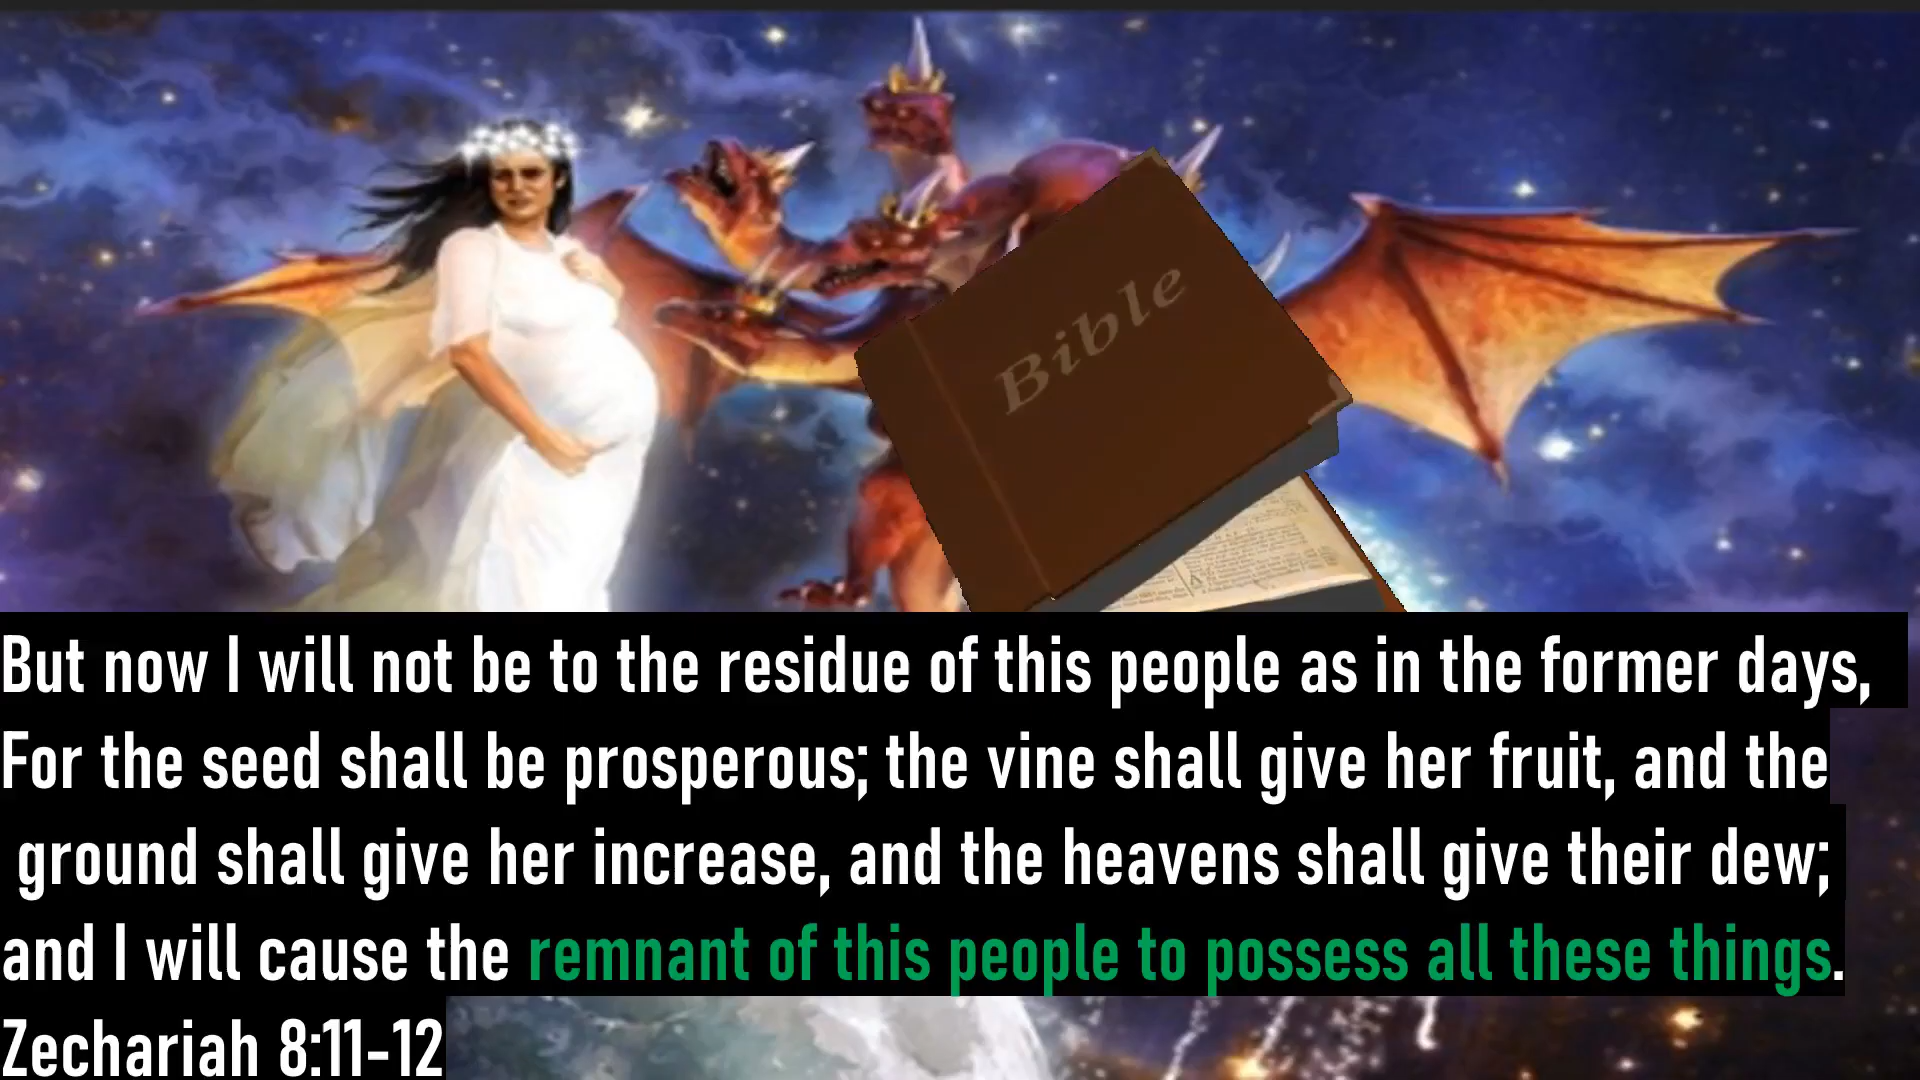 Bible
But now I will not be to the residue of this people as in the former days,
For the seed shall be prosperous; the vine shall give her fruit, and the
ground shall give her increase, and the heavens shall give their dew;
and I will cause the remnant of this people to possess all these things.
Zechariah 8:11-12